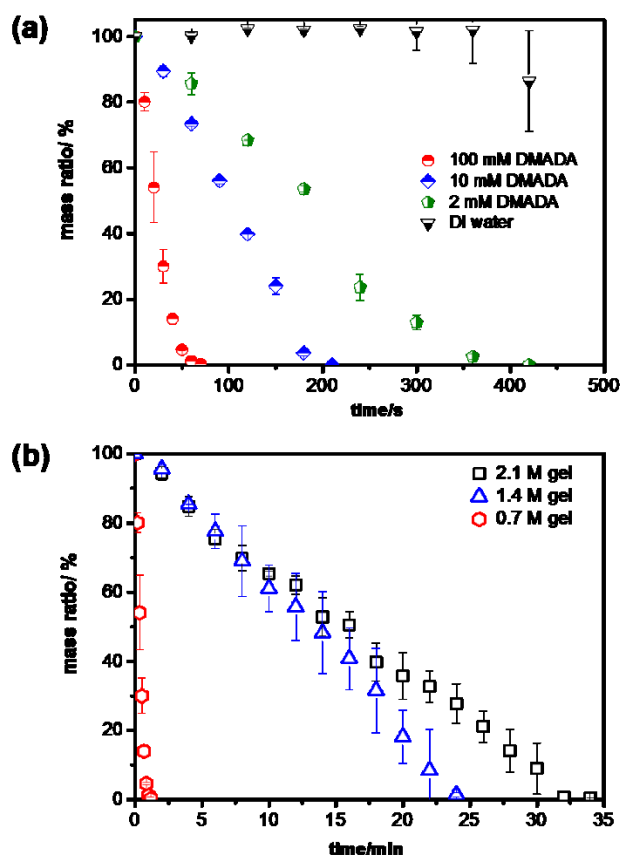 (a)
100
80
60
40
20
0
mass ratio/ %
100 mM DMADA
10 mM DMADA
2 mM DMADA
DI water
0 100 200 300 400 500
time/s
(b)
100
80
60
40
20
0
mass ratio/ %
2.1 M gel
1.4 M gel
0.7 M gel
0 5 10 15 20 25 30 35
time/min